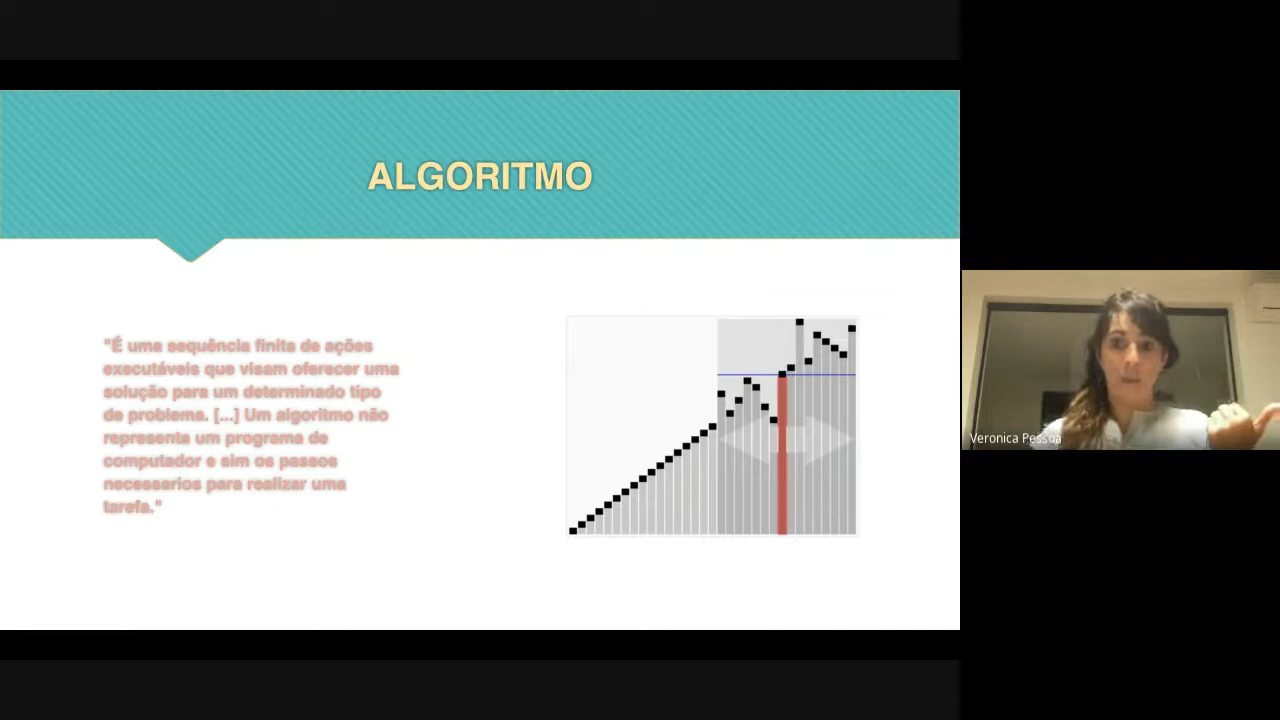 ALGORITMO
"É uma sequência finita de ações
executáveis que visam oferecer uma
solução para um determinado tipo
de problema. [...] Um algoritmo não
representa um programa de
computador e sim os passos
necessarios para realizar uma
tarefa."
Veronica Pessoa